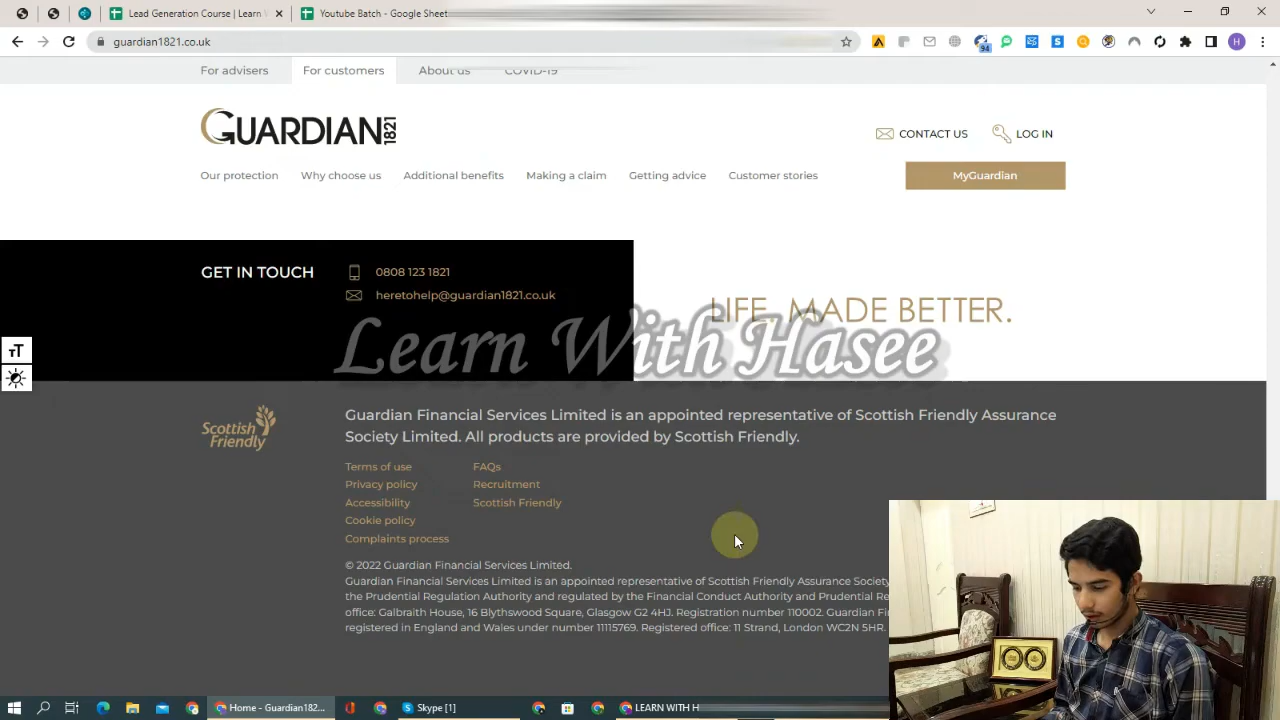 Lead Generation Course | Learn V
Youtube Batch - Google Sheet
guardian1821.co.uk
94
H
For advisers
For customers
About us
COVID-19
GUARDIAN 1821
CONTACT US
LOG IN
Our protection
Why choose us
Additional benefits
Making a claim
Getting advice
Customer stories
MyGuardian
GET IN TOUCH
0808 123 1821
heretohelp@guardian1821.co.uk
LIFE. MADE BETTER.
Learn With Hasee
TT
Scottish
Friendly
Guardian Financial Services Limited is an appointed representative of Scottish Friendly Assurance
Society Limited. All products are provided by Scottish Friendly.
Terms of use
FAQs
Privacy policy
Recruitment
Accessibility
Scottish Friendly
Cookie policy
Complaints process
© 2022 Guardian Financial Services Limited.
Guardian Financial Services Limited is an appointed representative of Scottish Friendly Assurance Society
the Prudential Regulation Authority and regulated by the Financial Conduct Authority and Prudential Re
office: Galbraith House, 16 Blythswood Square, Glasgow G2 4HJ. Registration number 110002. Guardian Fi
registered in England and Wales under number 11115769. Registered office: 11 Strand, London WC2N 5HR.
Home - Guardian182...
Skype [1]
LEARN WITH H